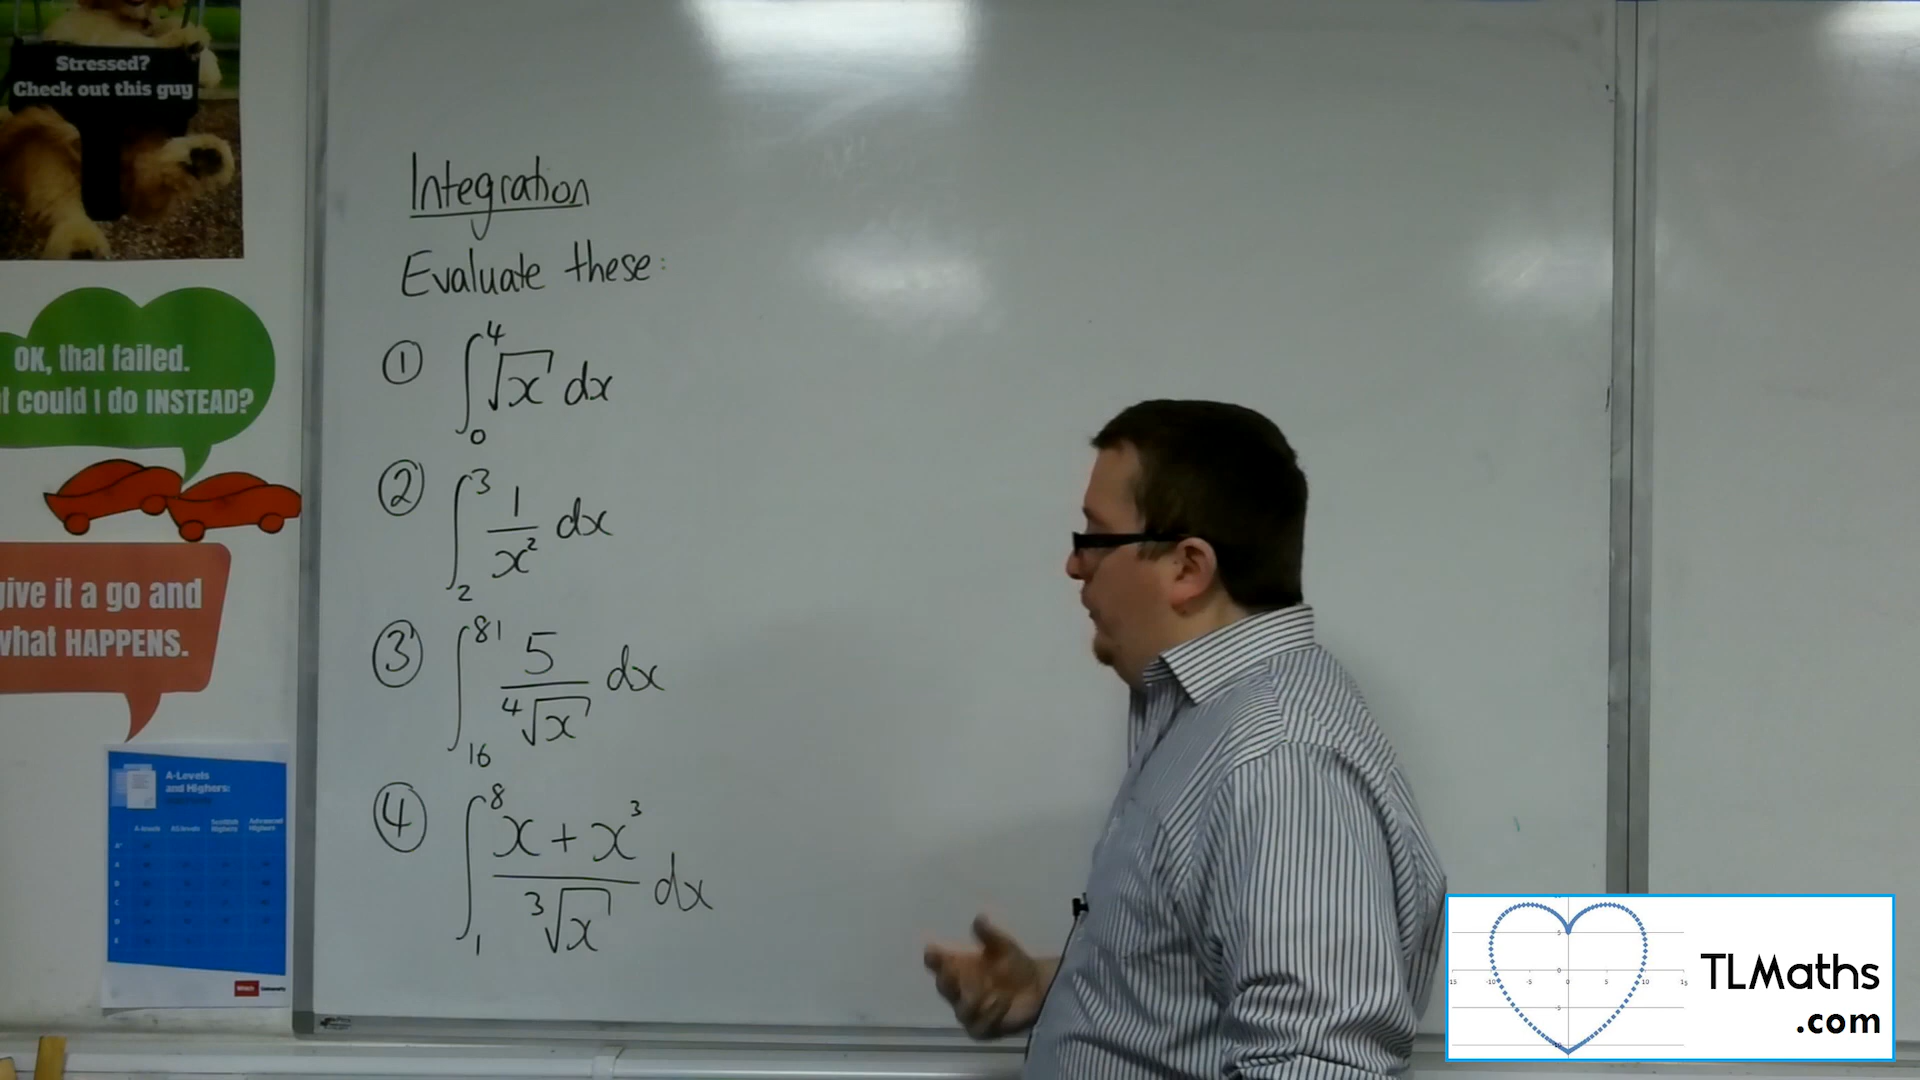 Stressed?
Check out this guy
OK, that failed.
could I do INSTEAD?
give it a go and
what HAPPENS.
A-Levels
and Highers:
Integration
Evaluate these:
① ∫₀⁴ √x dx
② ∫₂³ 1/x² dx
③ ∫₁₆⁸¹ 5/⁴√x dx
④ ∫₁⁸ (x + x³)/³√x dx
TLMaths
.com